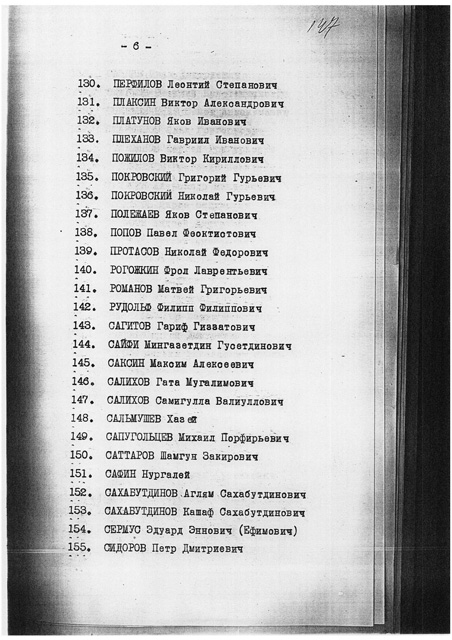 147
- 6 -
130. ПЕРФИЛОВ Леонтий Степанович
131. ПЛАКСИН Виктор Александрович
132. ПЛАТУНОВ Яков Иванович
133. ПЛЕХАНОВ Гавриил Иванович
134. ПОЖИЛОВ Виктор Кириллович
135. ПОКРОВСКИЙ Григорий Гурьевич
136. ПОКРОВСКИЙ Николай Гурьевич
137. ПОЛЕЖАЕВ Яков Степанович
138. ПОПОВ Павел Феоктистович
139. ПРОТАСОВ Николай Федорович
140. РОГОЖКИН Фрол Лаврентьевич
141. РОМАНОВ Матвей Григорьевич
142. РУДОЛЬФ Филипп Филиппович
143. САГИТОВ Гариф Гизватович
144. САЙФИ Мингазетдин Гусетдинович
145. САКСИН Максим Алексеевич
146. САЛИХОВ Гата Мугалимович
147. САЛИХОВ Самигулла Валиуллович
148. САЛЬМУШЕВ Хазей
149. САПУГОЛЬЦЕВ Михаил Порфирьевич
150. САТТАРОВ Шамгун Закирович
151. САФИН Нургалей
152. САХАБУТДИНОВ Аглям Сахабутдинович
153. САХАБУТДИНОВ Кашаф Сахабутдинович
154. СЕРМУС Эдуард Эннович (Ефимович)
155. СИДОРОВ Петр Дмитриевич